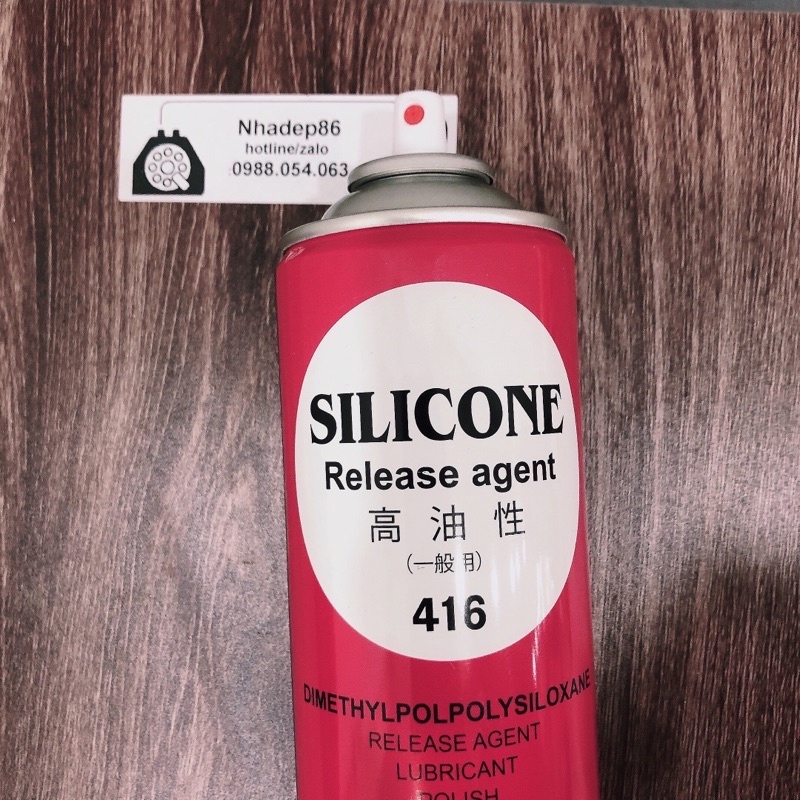 Nhadep86
hotline/zalo
0988.054.063
SILICONE
Release agent
高油性
(一般用)
416
DIMETHYLPOLPOLYSILOXANE
RELEASE AGENT
LUBRICANT
POLISH